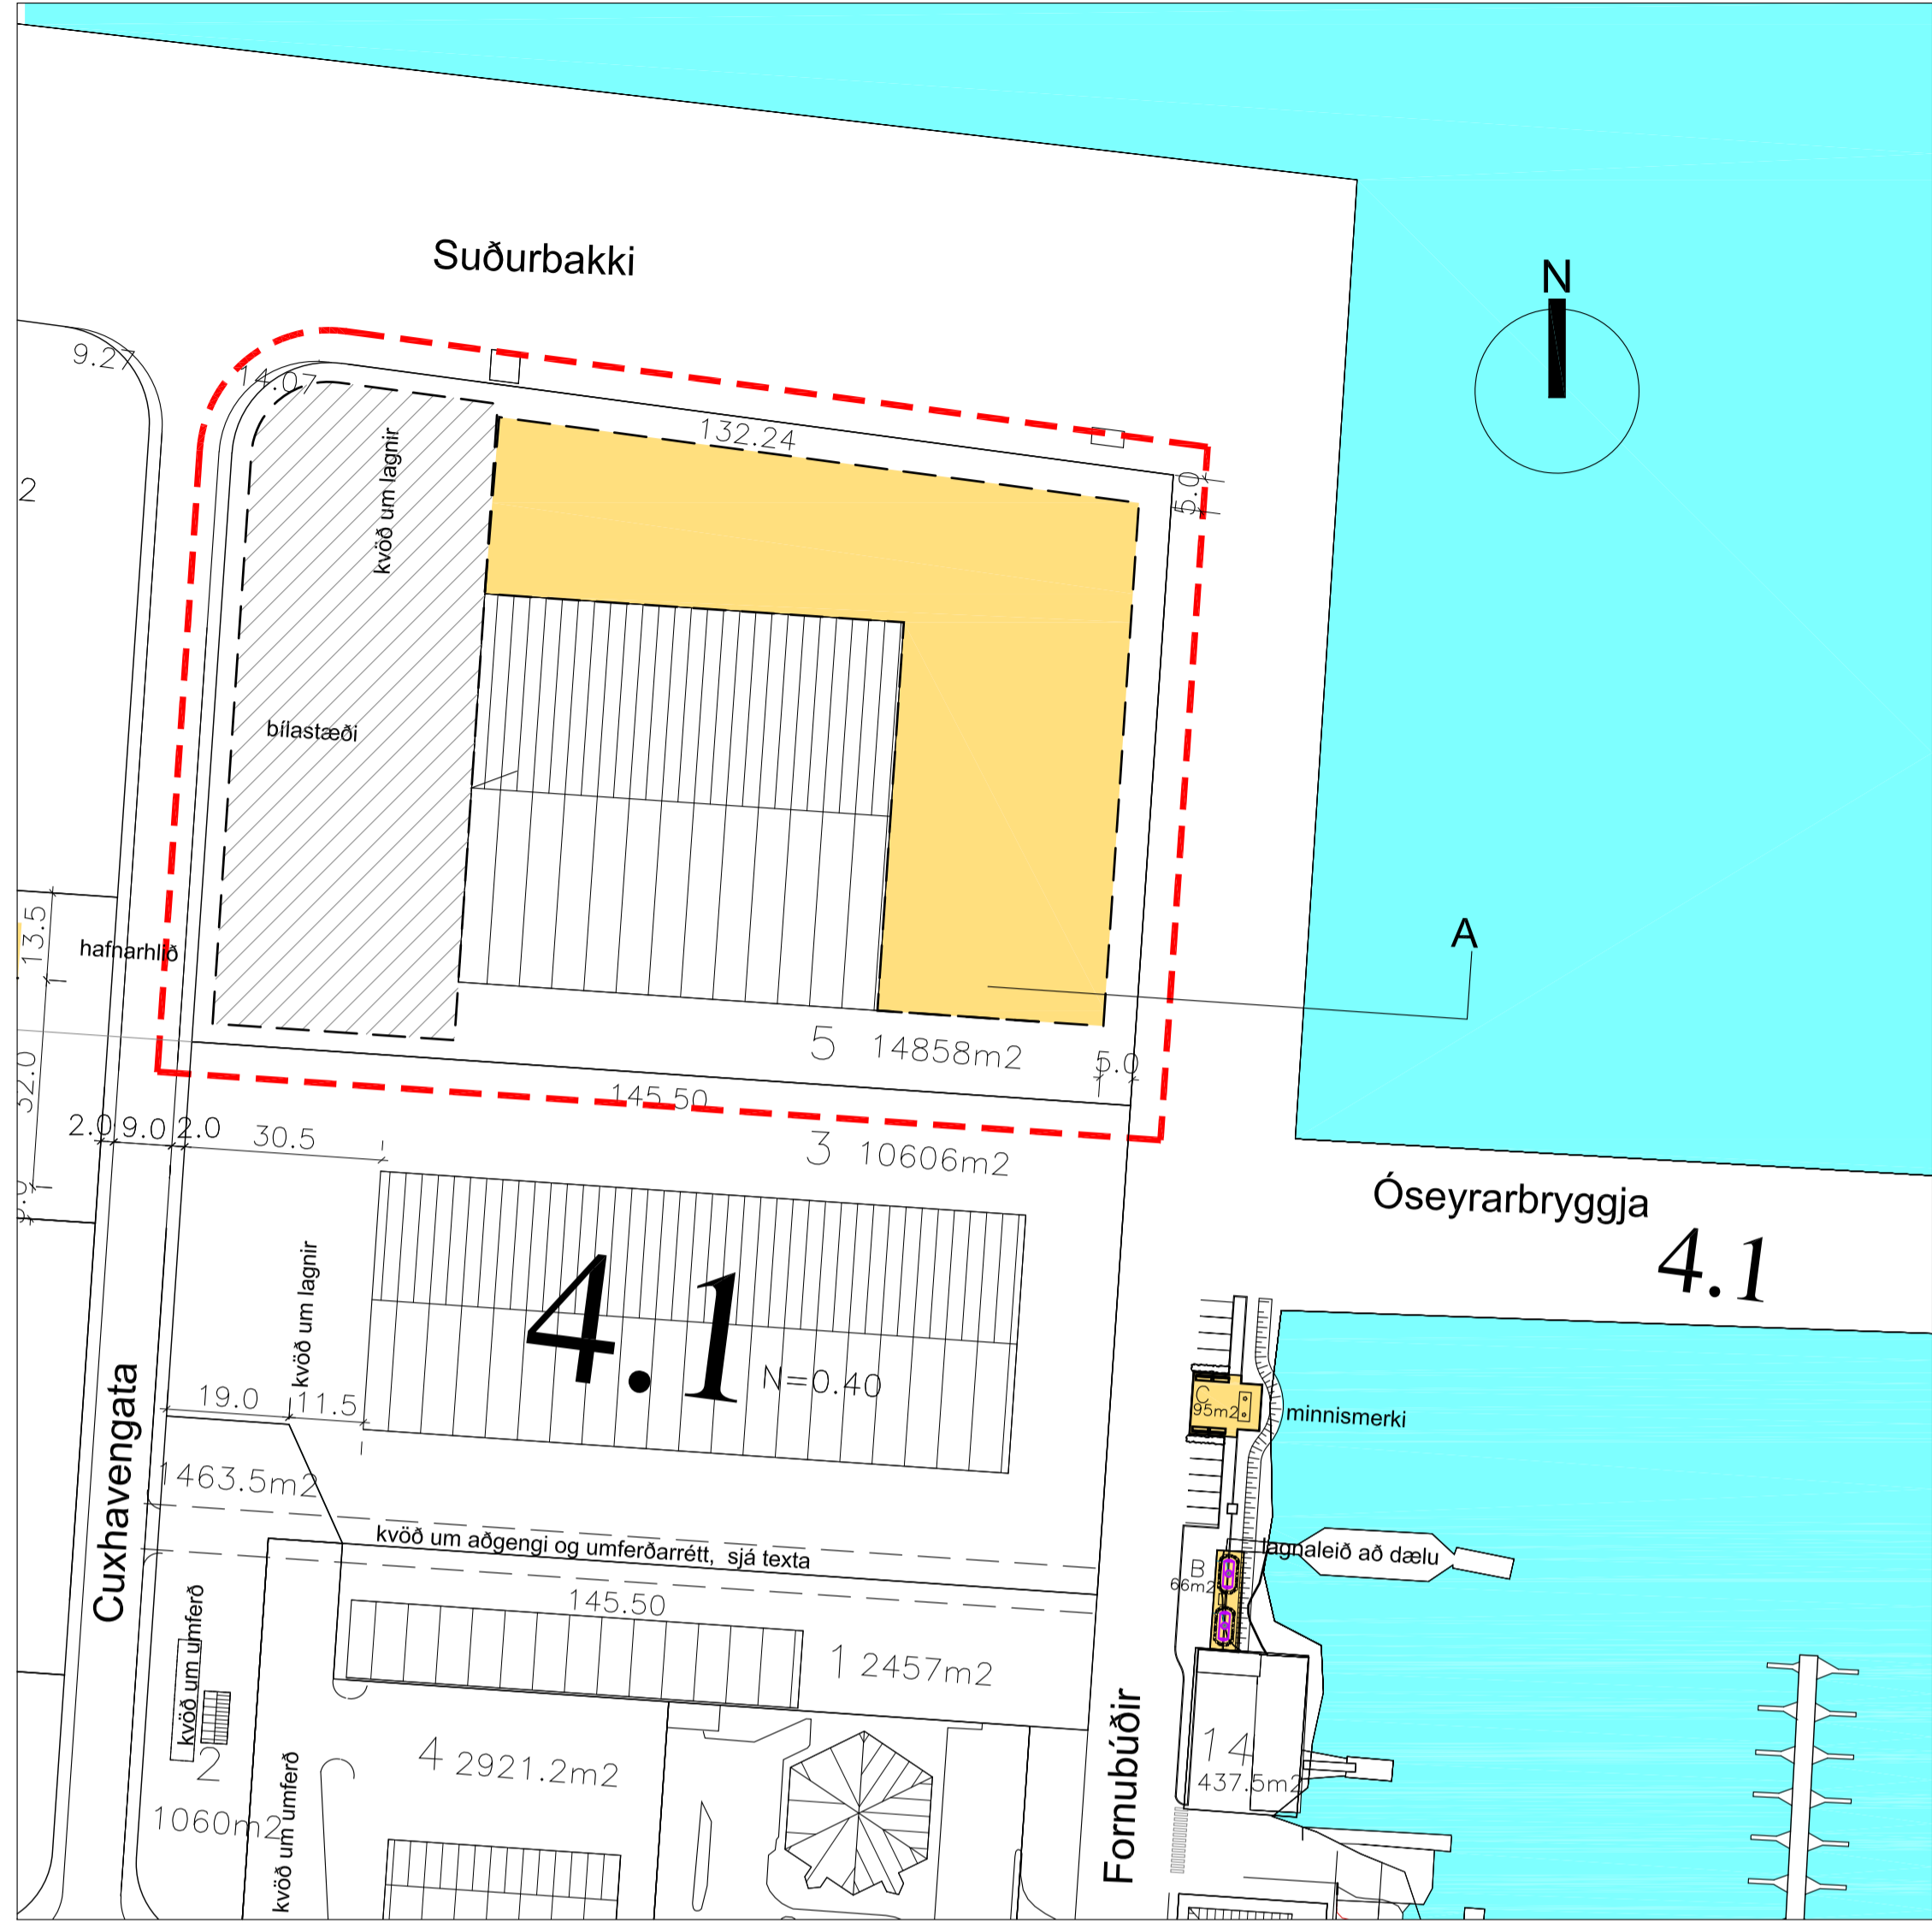 Suðurbakki
N
9.27
14.07
132.24
kvöð um lagnir
2
5.0
bílastæði
A
13.5
hafnarhlið
5 14858m2
5.0
145.50
2.0 9.0 2.0 30.5
3 10606m2
Óseyrarbryggja
4.1
kvöð um lagnir
4.1
N=0.40
19.0 11.5
C
95m2
minnismerki
1463.5m2
kvöð um aðgengi og umferðarrétt, sjá texta
lagnaleið að dælu
B
66m2
145.50
Cuxhavengata
kvöð um umferð
1 2457m2
Fornubúðir
14
437.5m2
2
4 2921.2m2
1060m2
kvöð um umferð